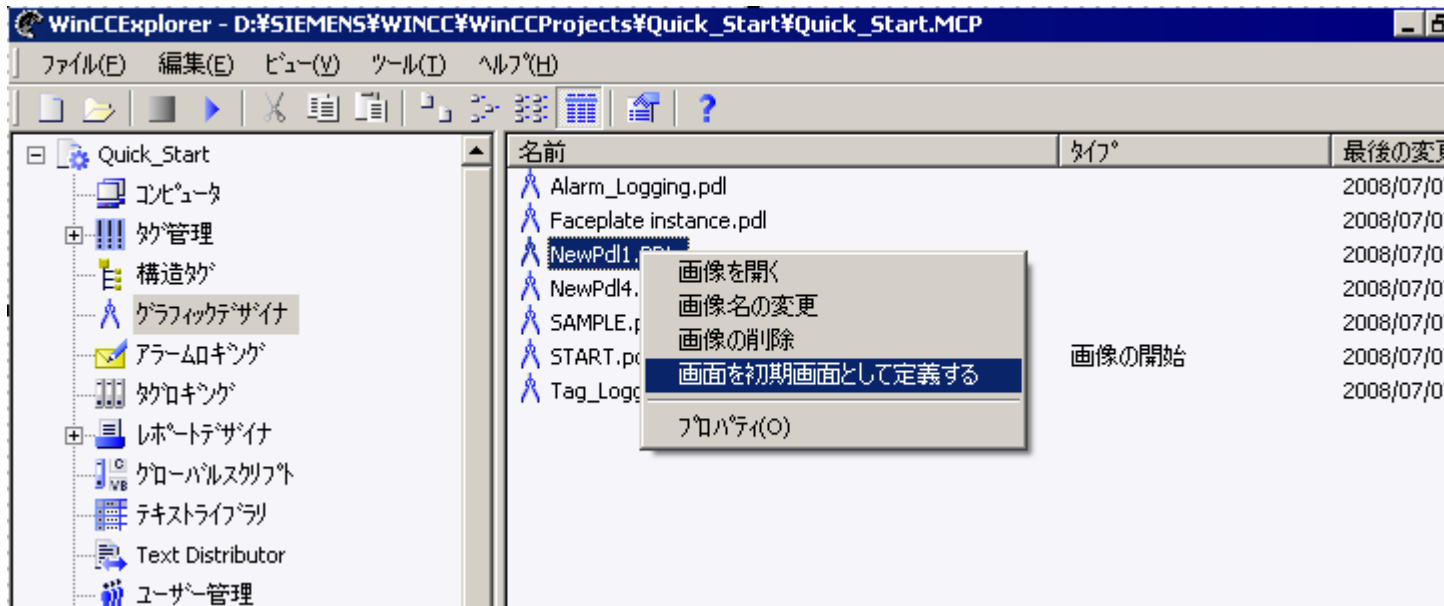 WinCCExplorer - D:¥SIEMENS¥WINCC¥WinCCProjects¥Quick_Start¥Quick_Start.MCP
ファイル(F) 編集(E) ビュー(V) ツール(T) ヘルプ(H)
Quick_Start
コンピュータ
タグ管理
構造タグ
グラフィックデザイナ
アラームロギング
タグロギング
レポートデザイナ
グローバルスクリプト
テキストライブラリ
Text Distributor
ユーザー管理
名前 タイプ 最後の変更
Alarm_Logging.pdl 2008/07/0
Faceplate instance.pdl 2008/07/0
NewPdl1. 2008/07/0
NewPdl4. 2008/07/0
SAMPLE.p 2008/07/0
START.pd 画像の開始 2008/07/0
Tag_Logg 2008/07/0
画像を開く
画像名の変更
画像の削除
画面を初期画面として定義する
プロパティ(O)